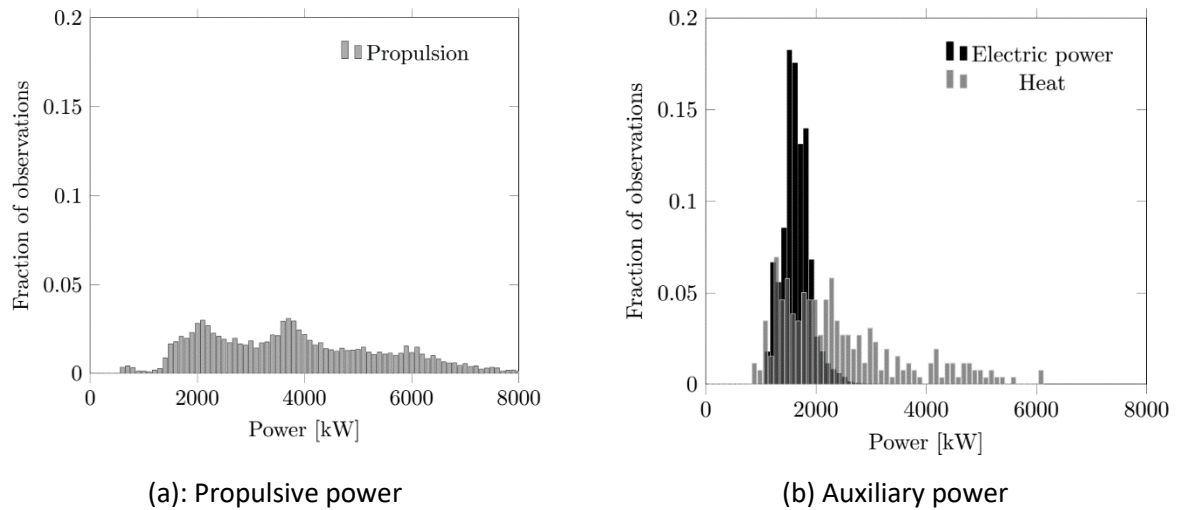 0.2
0.15
0.1
0.05
0
Fraction of observations
Propulsion
0 2000 4000 6000 8000
Power [kW]
(a): Propulsive power
0.2
0.15
0.1
0.05
0
Fraction of observations
Electric power
Heat
0 2000 4000 6000 8000
Power [kW]
(b) Auxiliary power